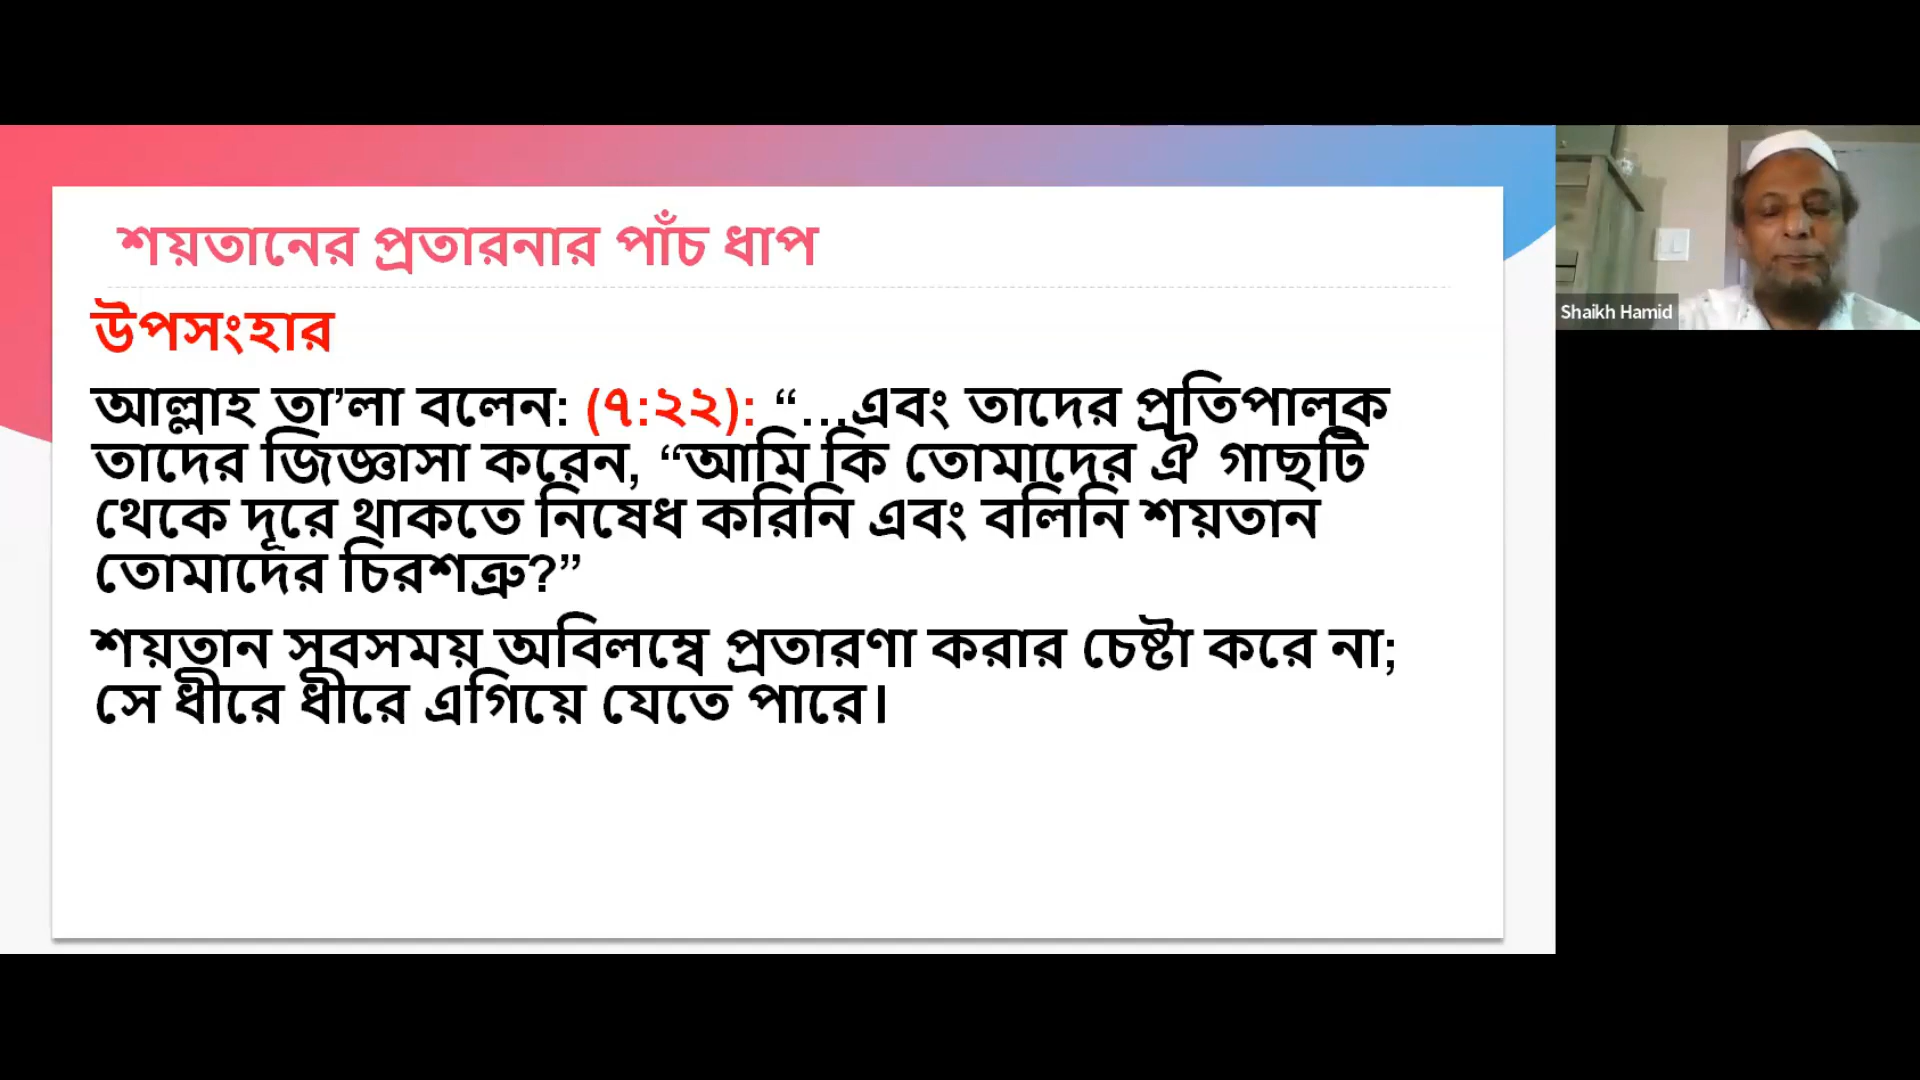 শয়তানের প্রতারনার পাঁচ ধাপ
উপসংহার
আল্লাহ তা’লা বলেন: (৭:২২): “...এবং তাদের প্রতিপালক
তাদের জিজ্ঞাসা করেন, “আমি কি তোমাদের ঐ গাছটি
থেকে দূরে থাকতে নিষেধ করিনি এবং বলিনি শয়তান
তোমাদের চিরশত্রু?”
শয়তান সবসময় অবিলম্বে প্রতারণা করার চেষ্টা করে না;
সে ধীরে ধীরে এগিয়ে যেতে পারে।
Shaikh Hamid